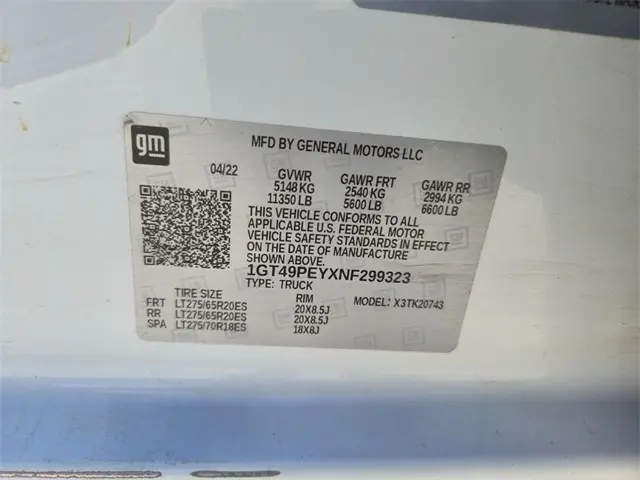 gm
MFD BY GENERAL MOTORS LLC
04/22 GVWR GAWR FRT GAWR RR
5148 KG 2540 KG 2994 KG
11350 LB 5600 LB 6600 LB
THIS VEHICLE CONFORMS TO ALL
APPLICABLE U.S. FEDERAL MOTOR
VEHICLE SAFETY STANDARDS IN EFFECT
ON THE DATE OF MANUFACTURE
SHOWN ABOVE.
1GT49PEYXNF299323
TYPE: TRUCK
TIRE SIZE RIM MODEL: X3TK20743
FRT LT275/65R20ES 20X8.5J
RR LT275/65R20ES 20X8.5J
SPA LT275/70R18ES 18X8J